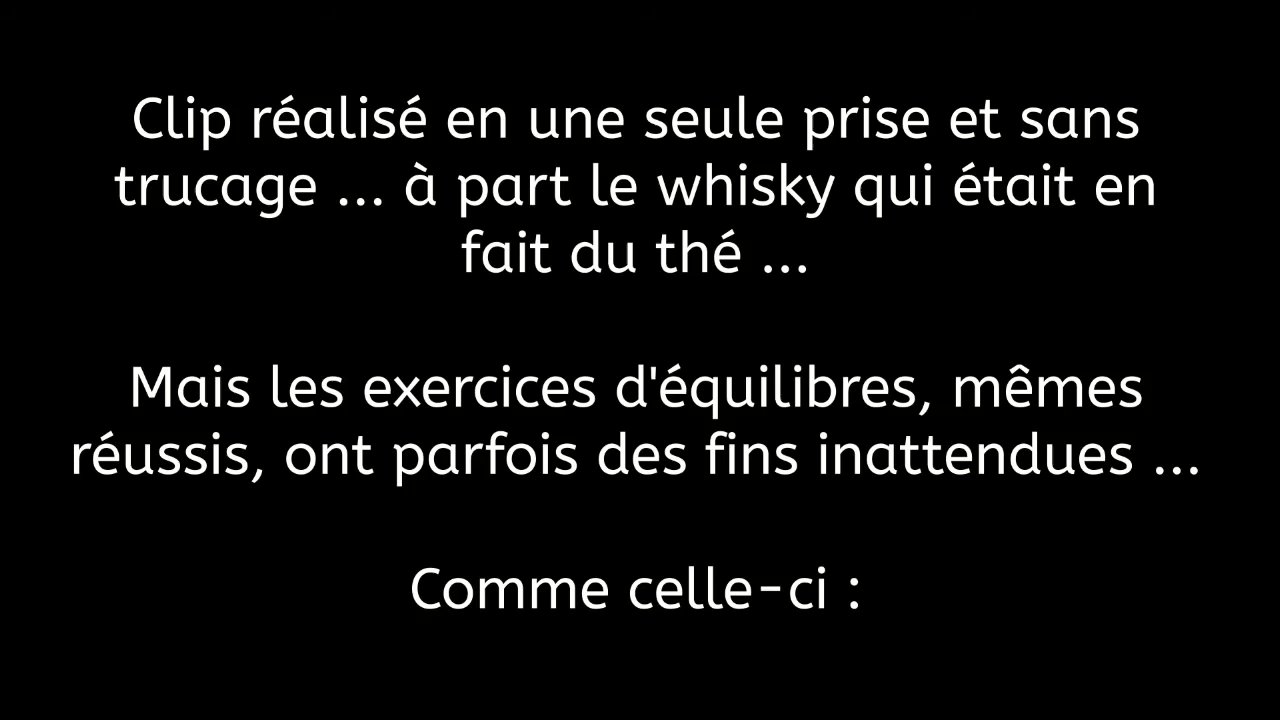 Clip réalisé en une seule prise et sans
trucage ... à part le whisky qui était en
fait du thé ...
Mais les exercices d'équilibres, mêmes
réussis, ont parfois des fins inattendues ...
Comme celle-ci :